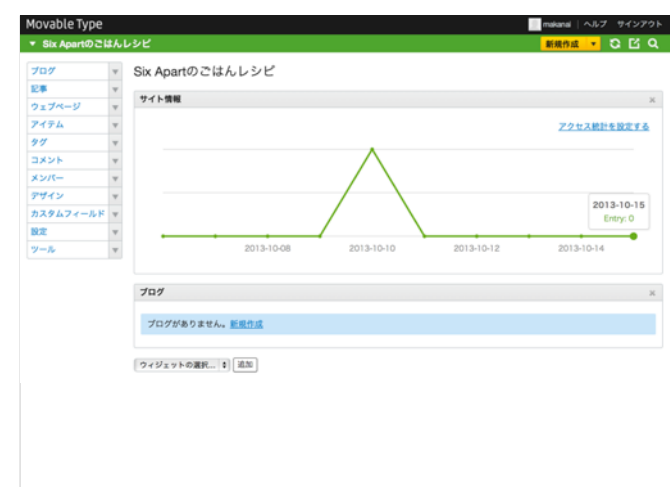 Movable Type
makanai ヘルプ サインアウト
Six Apartのごはんレシピ
新規作成
ブログ
記事
ウェブページ
アイテム
タグ
コメント
メンバー
デザイン
カスタムフィールド
設定
ツール
Six Apartのごはんレシピ
サイト情報
アクセス統計を設定する
2013-10-15
Entry: 0
2013-10-08
2013-10-10
2013-10-12
2013-10-14
ブログ
ブログがありません。新規作成
ウィジェットの選択... 追加